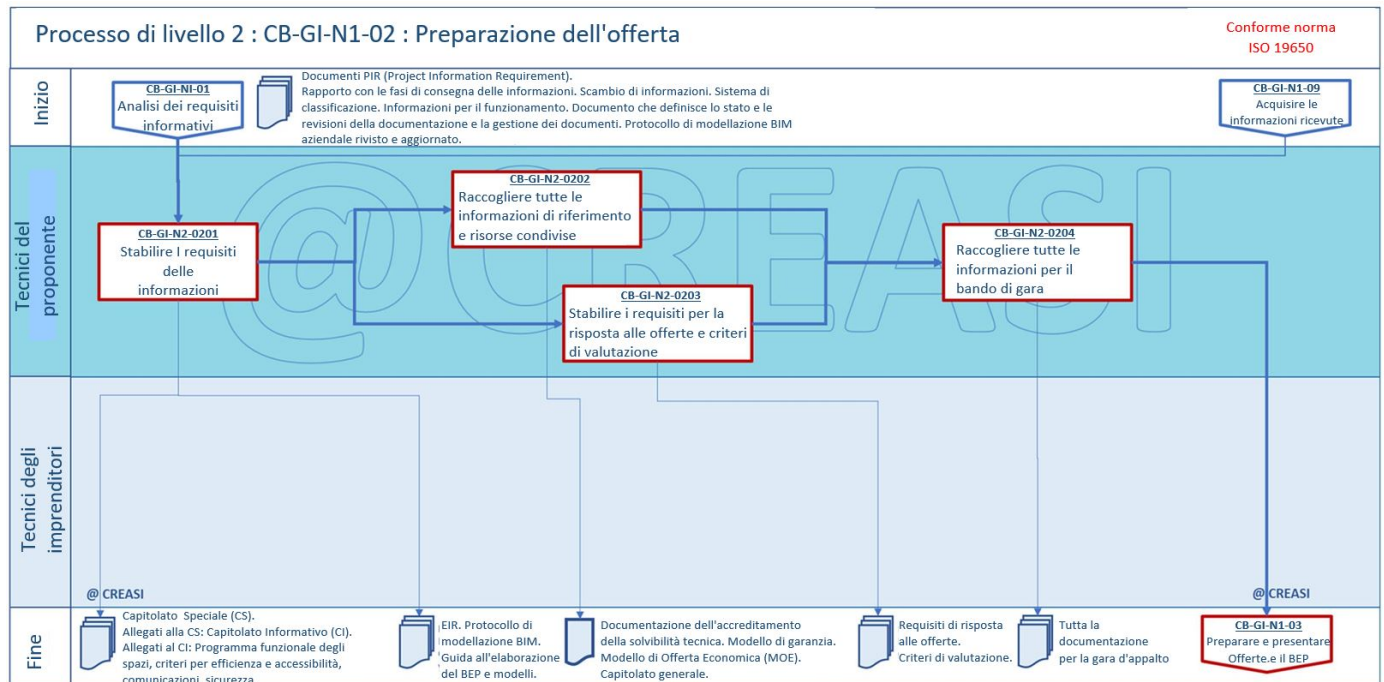 Processo di livello 2 : CB-GI-N1-02 : Preparazione dell'offerta
Conforme norma
ISO 19650
Inizio
CB-GI-NI-01
Analisi dei requisiti
informativi
Documenti PIR (Project Information Requirement).
Rapporto con le fasi di consegna delle informazioni. Scambio di informazioni. Sistema di
classificazione. Informazioni per il funzionamento. Documento che definisce lo stato e le
revisioni della documentazione e la gestione dei documenti. Protocollo di modellazione BIM
aziendale rivisto e aggiornato.
CB-GI-N1-09
Acquisire le
informazioni ricevute
Tecnici del
proponente
@CREASI
CB-GI-N2-0201
Stabilire I requisiti
delle
informazioni
CB-GI-N2-0202
Raccogliere tutte le
informazioni di riferimento
e risorse condivise
CB-GI-N2-0203
Stabilire i requisiti per la
risposta alle offerte e criteri
di valutazione
CB-GI-N2-0204
Raccogliere tutte le
informazioni per il
bando di gara
Tecnici degli
imprenditori
@ CREASI
@ CREASI
Fine
Capitolato Speciale (CS).
Allegati alla CS: Capitolato Informativo (CI).
Allegati al CI: Programma funzionale degli
spazi, criteri per efficienza e accessibilità,
comunicazioni, sicurezza
EIR. Protocollo di
modellazione BIM.
Guida all'elaborazione
del BEP e modelli.
Documentazione dell'accreditamento
della solvibilità tecnica. Modello di garanzia.
Modello di Offerta Economica (MOE).
Capitolato generale.
Requisiti di risposta
alle offerte.
Criteri di valutazione.
Tutta la
documentazione
per la gara d'appalto
CB-GI-N1-03
Preparare e presentare
Offerte.e il BEP